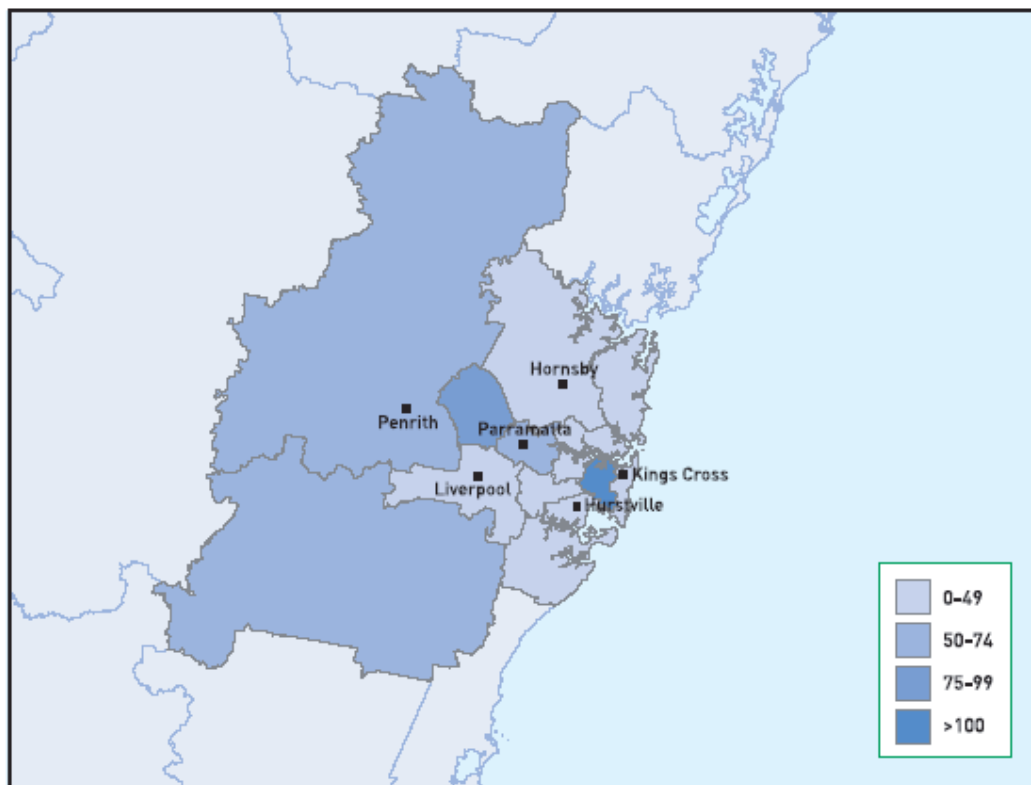 Hornsby
Penrith
Parramatta
Kings Cross
Liverpool
Hurstville
0–49
50–74
75–99
>100